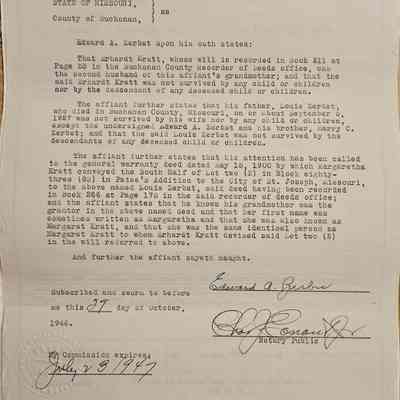 STATE OF MISSOURI,
ss
County of Buchanan,
Edward A. Zerbst upon his oath states:
That Erhardt Kratt, whose will is recorded in Book XII at
Page 25 in the Buchanan County Recorder of Deeds office, was
the second husband of this affiant's grandmother; and that the
said Erhardt Kratt was not survived by any child or children
nor by the descendant of any deceased child or children.
The affiant further states that his father, Louis Zerbst,
who died in Buchanan County, Missouri, on or about September 5,
1927 was not survived by his wife nor by any child or children,
except the undersigned Edward A. Zerbst and his brother, Harry C.
Zerbst; and that the said Louis Zerbst was not survived by the
descendants of any deceased child or children.
The affiant further states that his attention has been called
to the general warranty deed dated May 15, 1900 by which Margaretha
Kratt conveyed the South Half of Lot two (2) in Block eighty-
three (83) in Patee's Addition to the City of St. Joseph, Missouri,
to the above named Louis Zerbst, said deed having been recorded
in Book 266 at Page 178 in the said recorder of deeds office;
and the affiant states that he knows his grandmother was the
grantor in the above named deed and that her first name was
sometimes written as Margaretha and that she was also known as
Margaret Kratt, and that she was the same identical person as
Margaret Kratt to whom Erhardt Kratt devised said Lot two (2)
in the will referred to above.
And further the affiant sayeth naught.
Edward A. Zerbst
Subscribed and sworn to before
me this 29 day of October,
1946.
Notary Public
My Commission expires:
July 23 1947